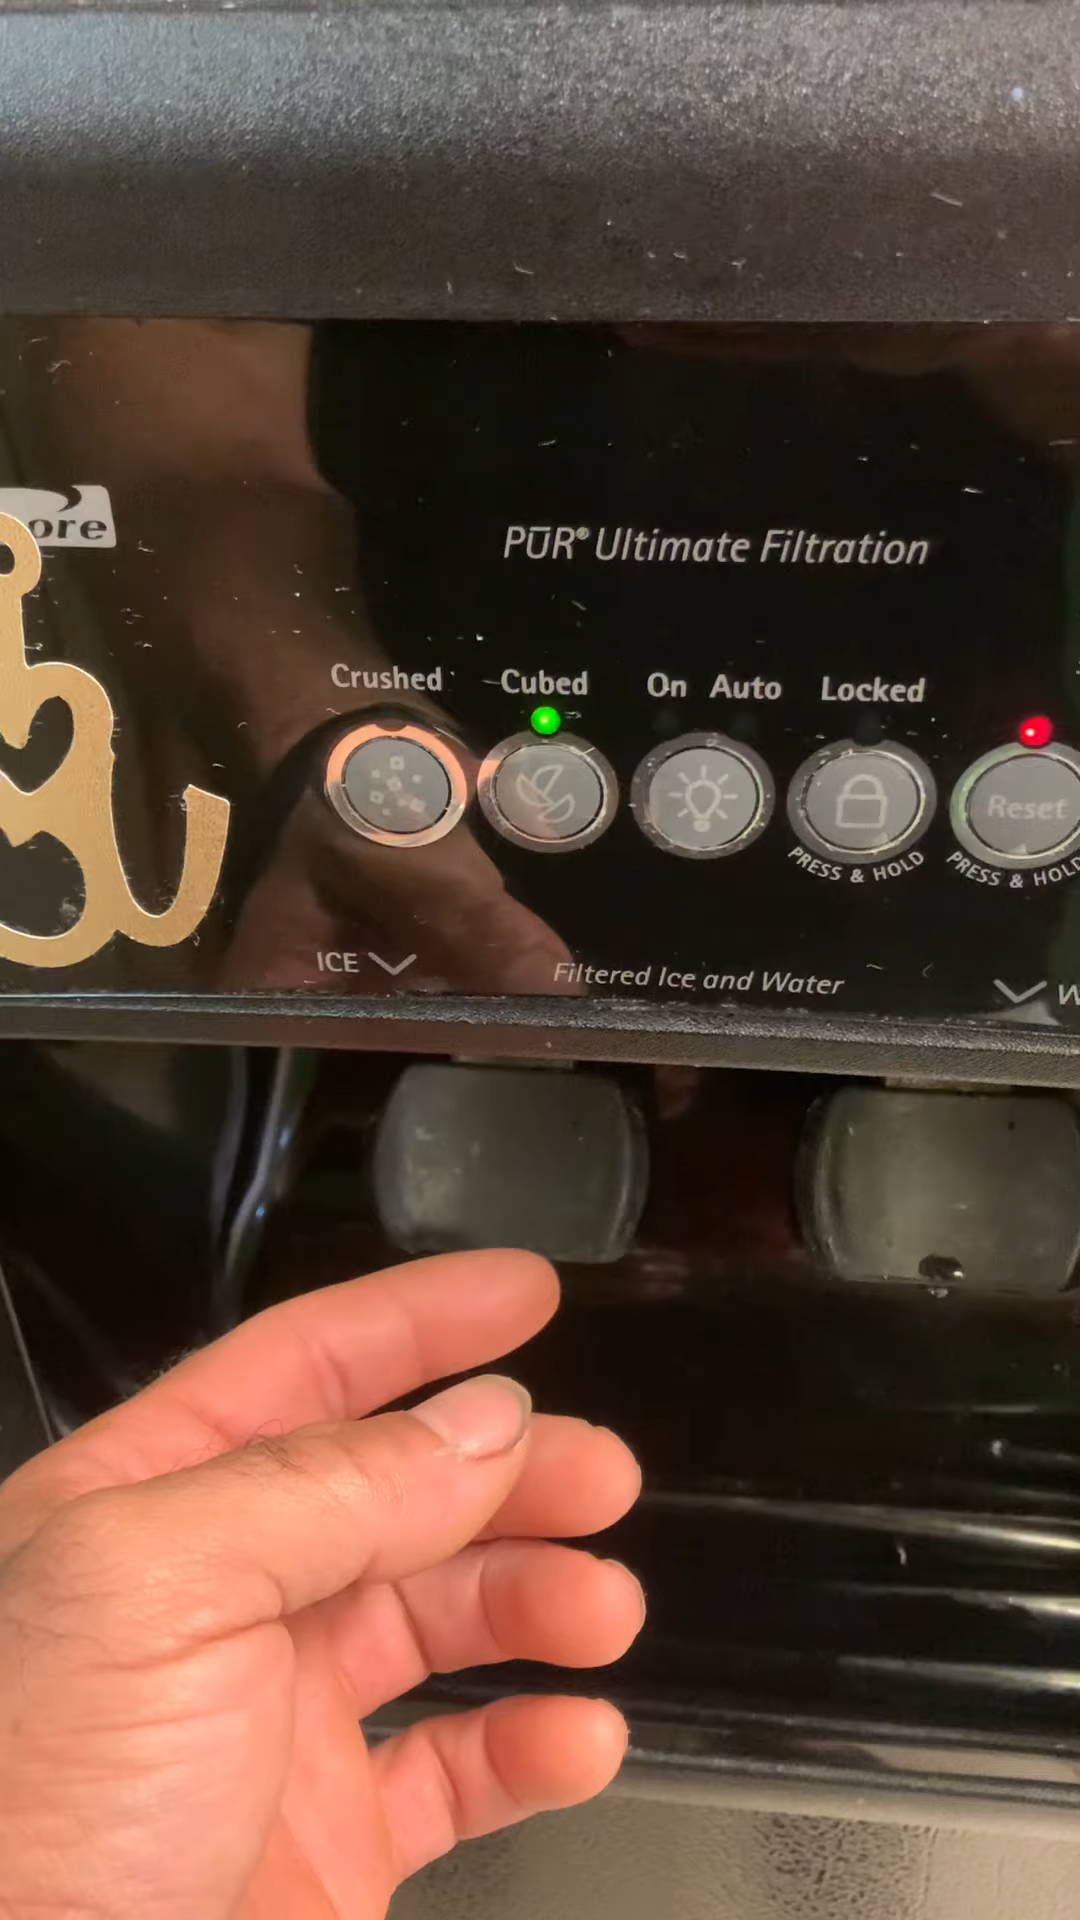 ore
PŪR® Ultimate Filtration
Crushed Cubed On Auto Locked
Reset
PRESS & HOLD PRESS & HOLD
ICE Filtered Ice and Water W